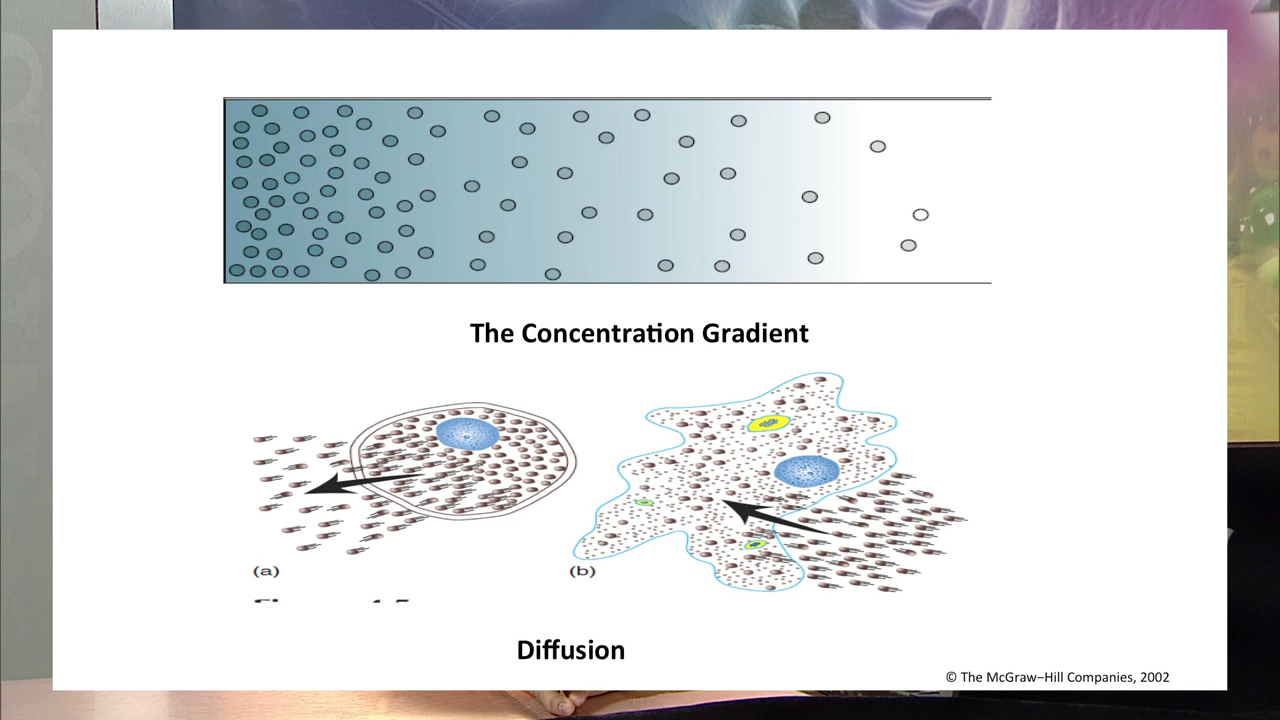 The Concentration Gradient
(a)
(b)
Diffusion
© The McGraw−Hill Companies, 2002